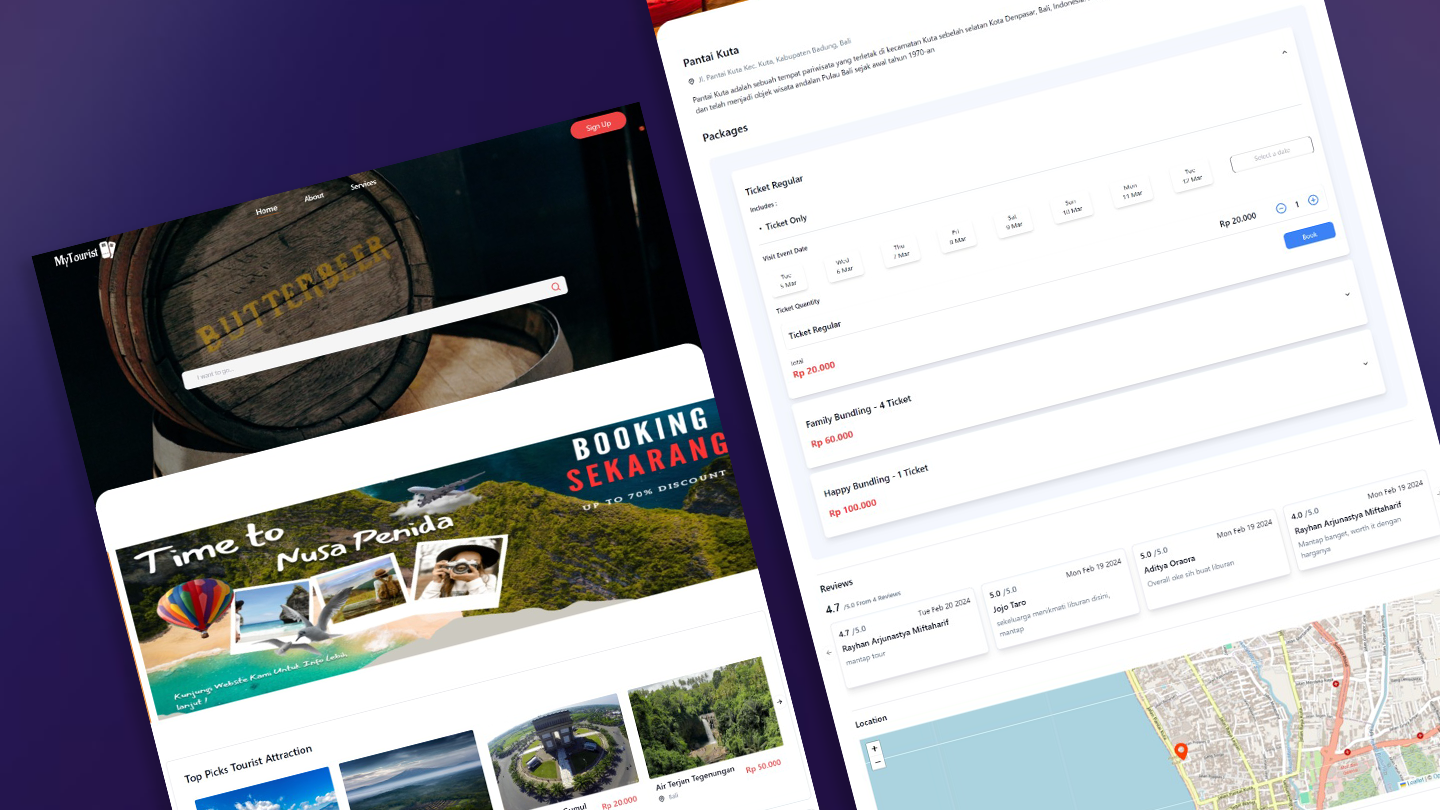 Sign Up
Home
About
Services
MyTourist
BUTTERBEER
I want to go...
BOOKING
SEKARANG
UP TO 70% DISCOUNT
Time to
Nusa Penida
Kunjungi Website Kami Untuk Info Lebih
lanjut !
Top Picks Tourist Attraction
Rp 20.000
Air Terjun Tegenungan
Bali
Rp 50.000
Pantai Kuta
Jl. Pantai Kuta Kec. Kuta, Kabupaten Badung, Bali
Pantai Kuta adalah sebuah tempat pariwisata yang terletak di kecamatan Kuta sebelah selatan Kota Denpasar, Bali, Indonesia
dan telah menjadi objek wisata andalan Pulau Bali sejak awal tahun 1970-an
Packages
Ticket Regular
Includes :
• Ticket Only
Visit Event Date
Tue
5 Mar
Wed
6 Mar
Thu
7 Mar
Fri
8 Mar
Sat
9 Mar
Sun
10 Mar
Mon
11 Mar
Tue
12 Mar
Select a date
Ticket Quantity
Ticket Regular
Rp 20.000
1
Total
Rp 20.000
Book
Family Bundling - 4 Ticket
Rp 60.000
Happy Bundling - 1 Ticket
Rp 100.000
Reviews
4.7 /5.0 From 4 Reviews
4.7 /5.0
Tue Feb 20 2024
Rayhan Arjunastya Miftaharif
mantap tour
5.0 /5.0
Mon Feb 19 2024
Jojo Taro
sekeluarga menikmati liburan disini,
mantap
5.0 /5.0
Mon Feb 19 2024
Aditya Oraora
Overall oke sih buat liburan
4.0 /5.0
Mon Feb 19 2024
Rayhan Arjunastya Miftaharif
Mantap banget, worth it dengan
harganya
Location
+
−
Leaflet | ©